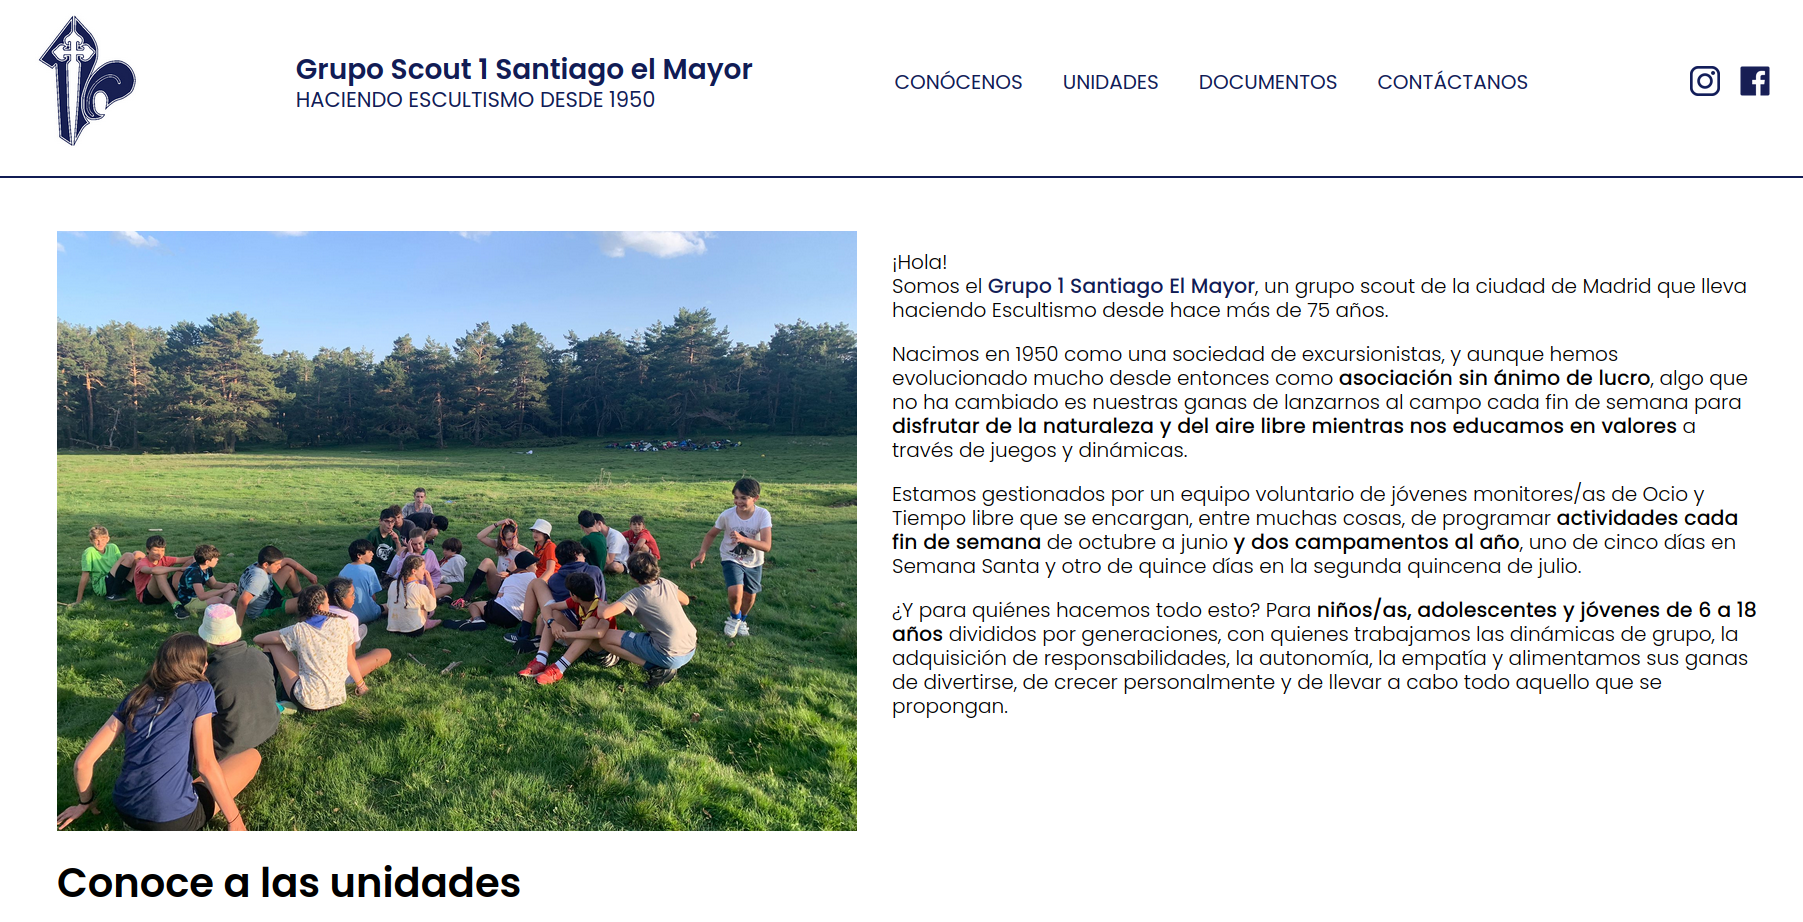 Grupo Scout 1 Santiago el Mayor
HACIENDO ESCULTISMO DESDE 1950
CONÓCENOS
UNIDADES
DOCUMENTOS
CONTÁCTANOS
¡Hola!
Somos el Grupo 1 Santiago El Mayor, un grupo scout de la ciudad de Madrid que lleva
haciendo Escultismo desde hace más de 75 años.
Nacimos en 1950 como una sociedad de excursionistas, y aunque hemos
evolucionado mucho desde entonces como asociación sin ánimo de lucro, algo que
no ha cambiado es nuestras ganas de lanzarnos al campo cada fin de semana para
disfrutar de la naturaleza y del aire libre mientras nos educamos en valores a
través de juegos y dinámicas.
Estamos gestionados por un equipo voluntario de jóvenes monitores/as de Ocio y
Tiempo libre que se encargan, entre muchas cosas, de programar actividades cada
fin de semana de octubre a junio y dos campamentos al año, uno de cinco días en
Semana Santa y otro de quince días en la segunda quincena de julio.
¿Y para quiénes hacemos todo esto? Para niños/as, adolescentes y jóvenes de 6 a 18
años divididos por generaciones, con quienes trabajamos las dinámicas de grupo, la
adquisición de responsabilidades, la autonomía, la empatía y alimentamos sus ganas
de divertirse, de crecer personalmente y de llevar a cabo todo aquello que se
propongan.
Conoce a las unidades